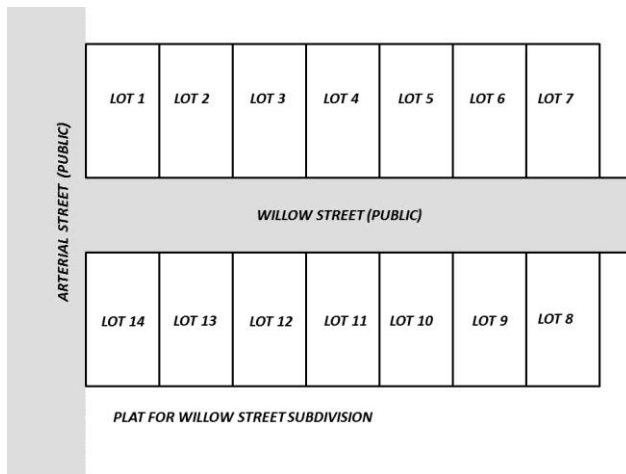 LOT 1
LOT 2
LOT 3
LOT 4
LOT 5
LOT 6
LOT 7
ARTERIAL STREET (PUBLIC)
WILLOW STREET (PUBLIC)
LOT 14
LOT 13
LOT 12
LOT 11
LOT 10
LOT 9
LOT 8
PLAT FOR WILLOW STREET SUBDIVISION